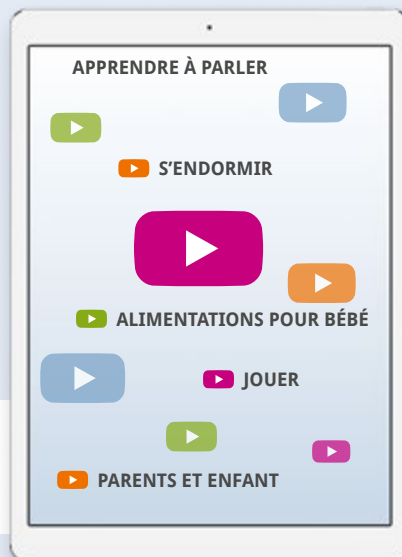 APPRENDRE À PARLER
S'ENDORMIR
ALIMENTATIONS POUR BÉBÉ
JOUER
PARENTS ET ENFANT